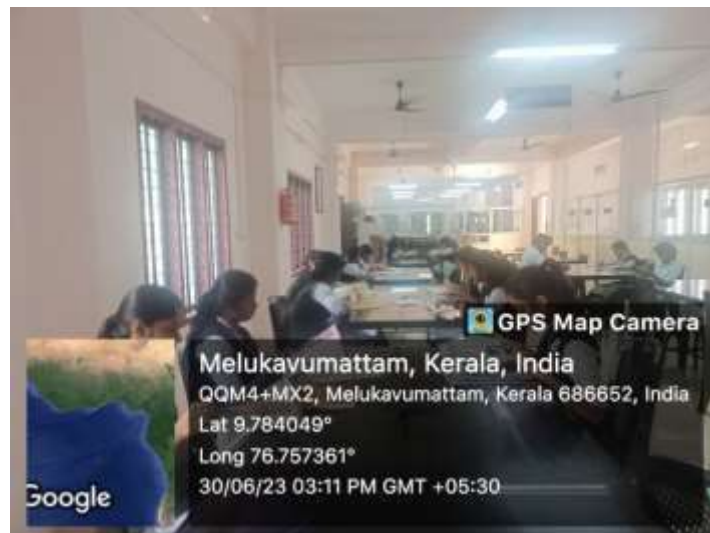 GPS Map Camera
Melukavumattam, Kerala, India
QQM4+MX2, Melukavumattam, Kerala 686652, India
Lat 9.784049°
Long 76.757361°
30/06/23 03:11 PM GMT +05:30
Google